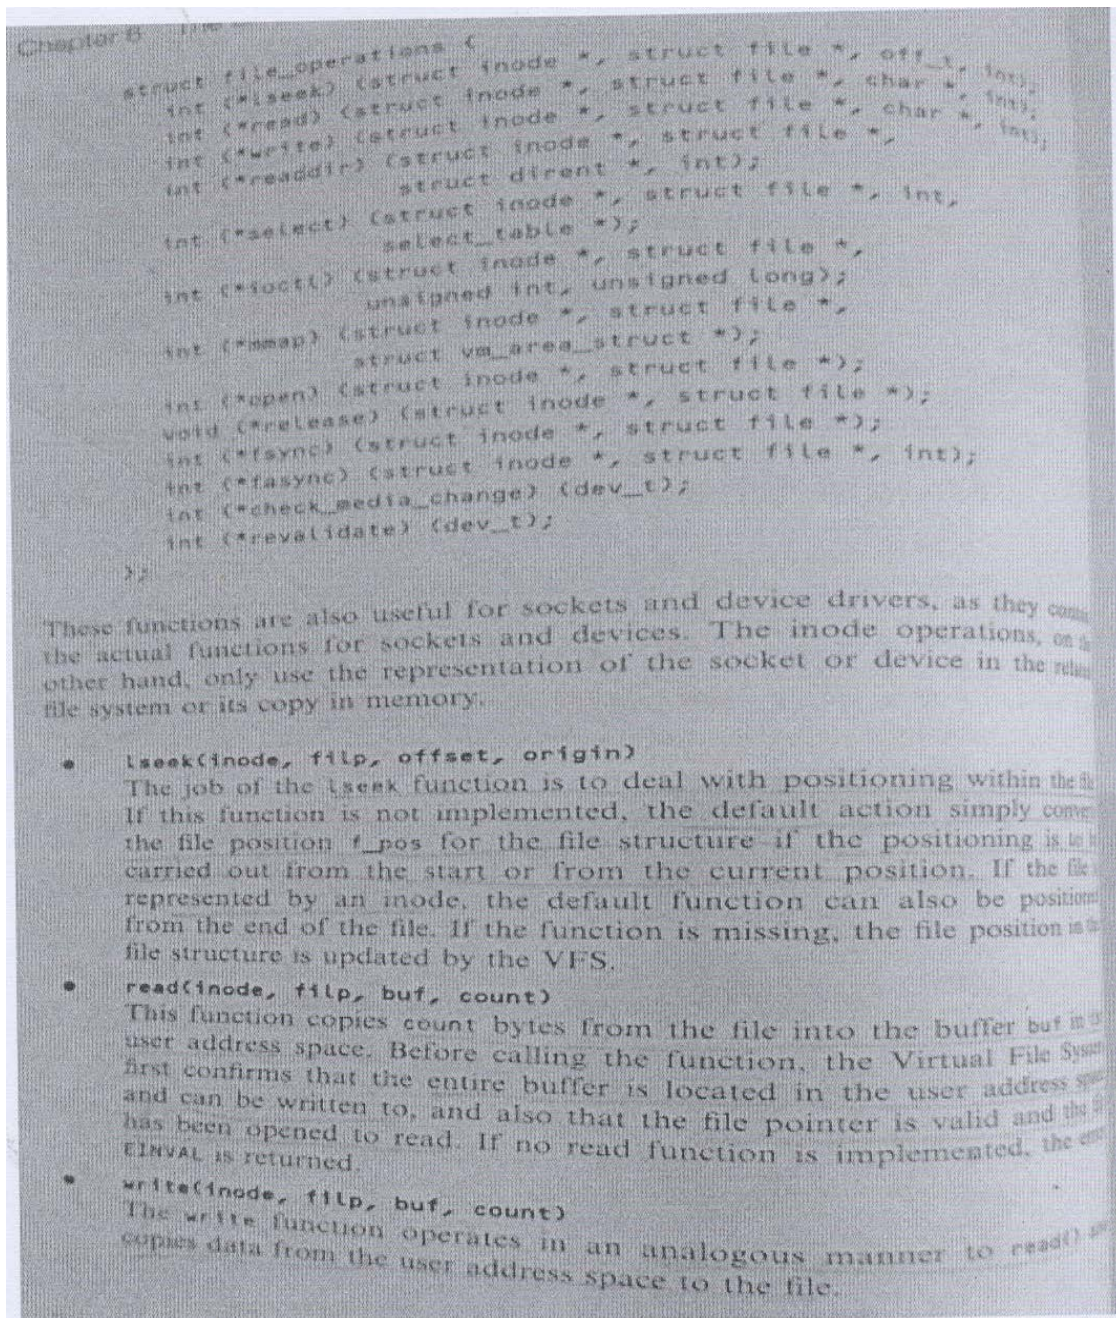 Chapter 6 The
struct file_operations {
int (*lseek) (struct inode *, struct file *, off_t, int);
int (*read) (struct inode *, struct file *, char *, int);
int (*write) (struct inode *, struct file *, char *, int);
int (*readdir) (struct inode *, struct file *,
struct dirent *, int);
int (*select) (struct inode *, struct file *, int,
select_table *);
int (*ioctl) (struct inode *, struct file *,
unsigned int, unsigned long);
int (*mmap) (struct inode *, struct file *,
struct vm_area_struct *);
int (*open) (struct inode *, struct file *);
void (*release) (struct inode *, struct file *);
int (*fsync) (struct inode *, struct file *);
int (*fasync) (struct inode *, struct file *, int);
int (*check_media_change) (dev_t);
int (*revalidate) (dev_t);
};
These functions are also useful for sockets and device drivers, as they
the actual functions for sockets and devices. The inode operations, on
other hand, only use the representation of the socket or device in the
file system or its copy in memory.
• lseek(inode, filp, offset, origin)
The job of the lseek function is to deal with positioning within the
If this function is not implemented, the default action simply
the file position f_pos for the file structure if the positioning is to
carried out from the start or from the current position. If the file
represented by an inode, the default function can also be
from the end of the file. If the function is missing, the file position in
file structure is updated by the VFS.
• read(inode, filp, buf, count)
This function copies count bytes from the file into the buffer buf in
user address space. Before calling the function, the Virtual File
first confirms that the entire buffer is located in the user address
and can be written to, and also that the file pointer is valid and the
has been opened to read. If no read function is implemented, the
EINVAL is returned.
• write(inode, filp, buf, count)
The write function operates in an analogous manner to read()
copies data from the user address space to the file.